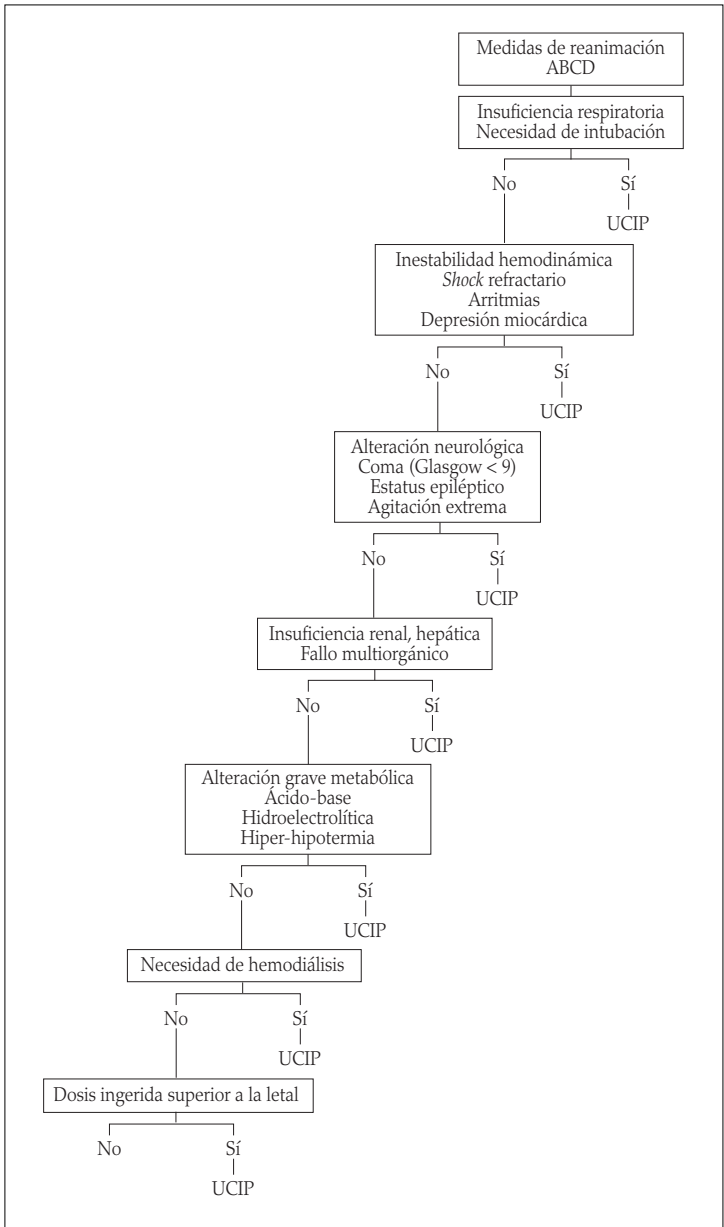 Medidas de reanimación
ABCD
Insuficiencia respiratoria
Necesidad de intubación
No
Sí
UCIP
Inestabilidad hemodinámica
Shock refractario
Arritmias
Depresión miocárdica
No
Sí
UCIP
Alteración neurológica
Coma (Glasgow < 9)
Estatus epiléptico
Agitación extrema
No
Sí
UCIP
Insuficiencia renal, hepática
Fallo multiorgánico
No
Sí
UCIP
Alteración grave metabólica
Ácido-base
Hidroelectrolítica
Hiper-hipotermia
No
Sí
UCIP
Necesidad de hemodiálisis
No
Sí
UCIP
Dosis ingerida superior a la letal
No
Sí
UCIP